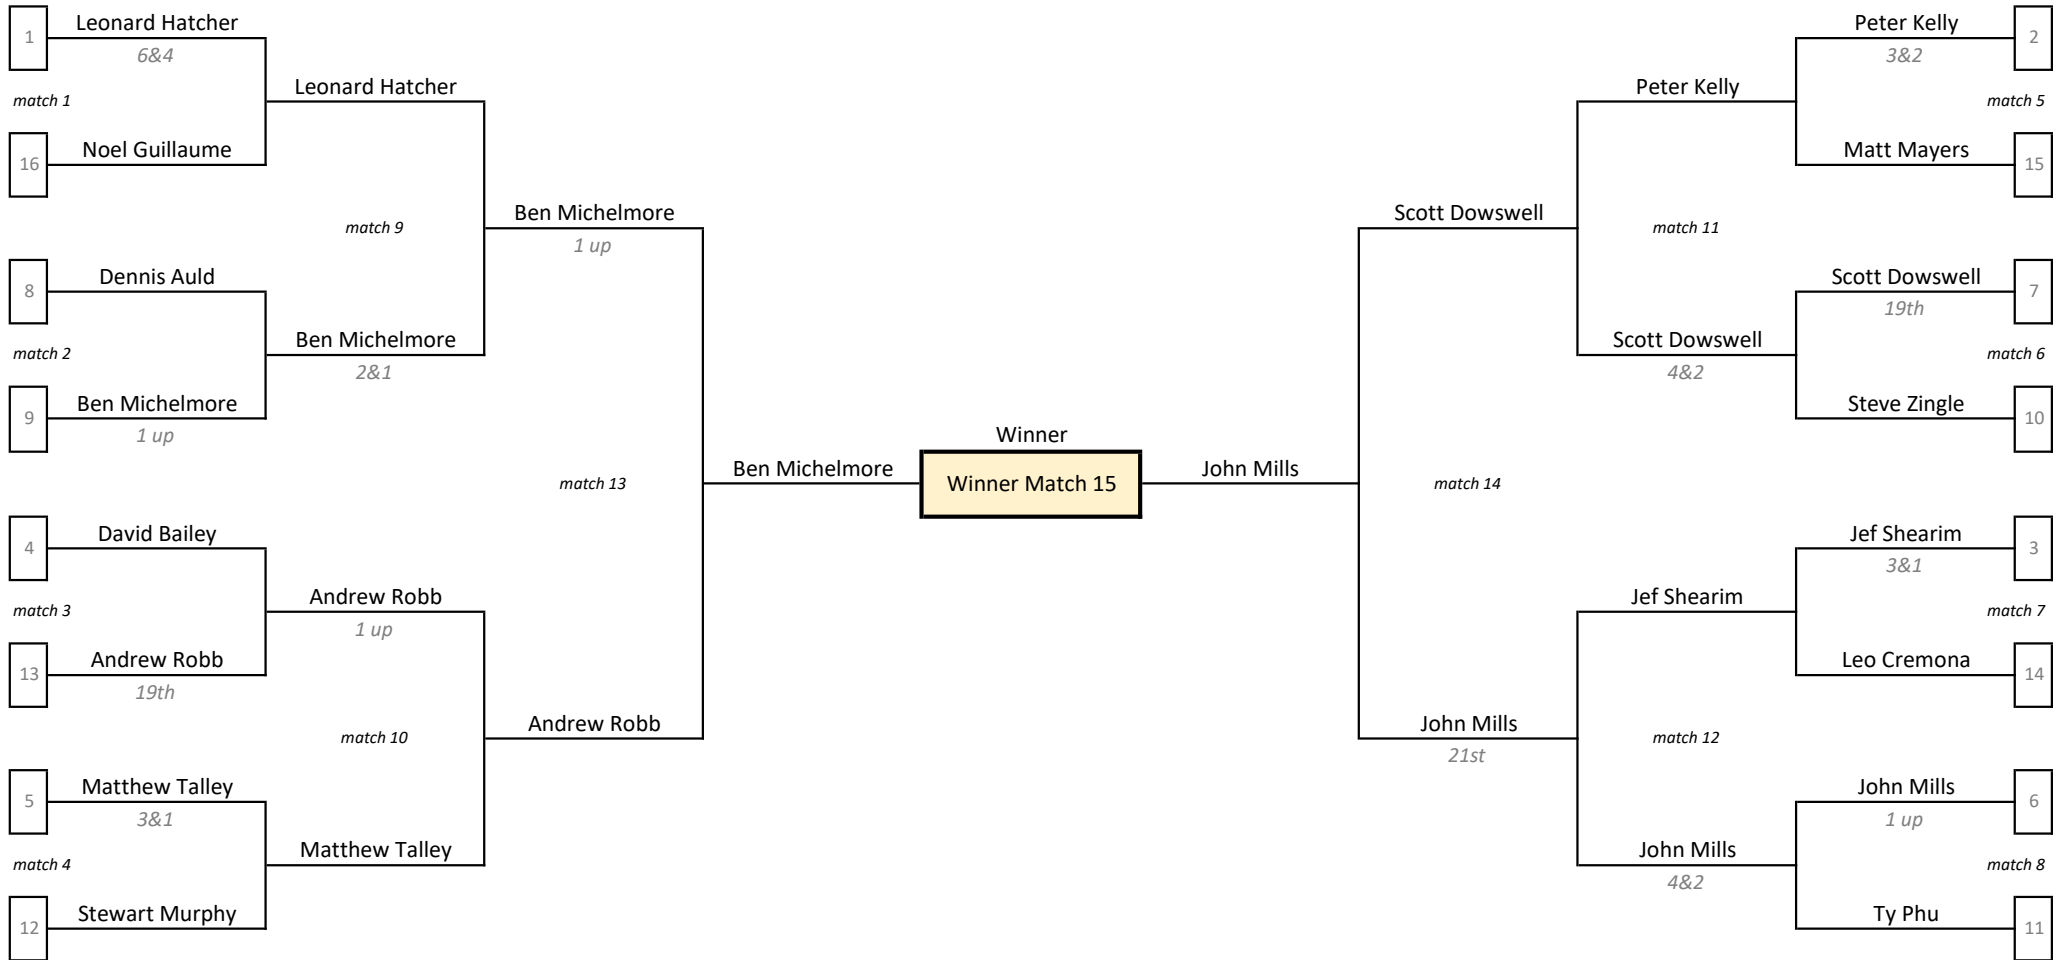 1
Leonard Hatcher
6&4
match 1
16
Noel Guillaume
Leonard Hatcher
match 9
8
Dennis Auld
match 2
9
Ben Michelmore
1 up
Ben Michelmore
2&1
Ben Michelmore
1 up
match 13
4
David Bailey
match 3
13
Andrew Robb
19th
Andrew Robb
1 up
match 10
5
Matthew Talley
3&1
match 4
12
Stewart Murphy
Matthew Talley
Andrew Robb
Ben Michelmore
Winner
Winner Match 15
John Mills
match 14
Scott Dowswell
John Mills
21st
Peter Kelly
match 11
Scott Dowswell
4&2
Jef Shearim
match 12
John Mills
4&2
Peter Kelly
3&2
2
match 5
Matt Mayers
15
Scott Dowswell
19th
7
match 6
Steve Zingle
10
Jef Shearim
3&1
3
match 7
Leo Cremona
14
John Mills
1 up
6
match 8
Ty Phu
11